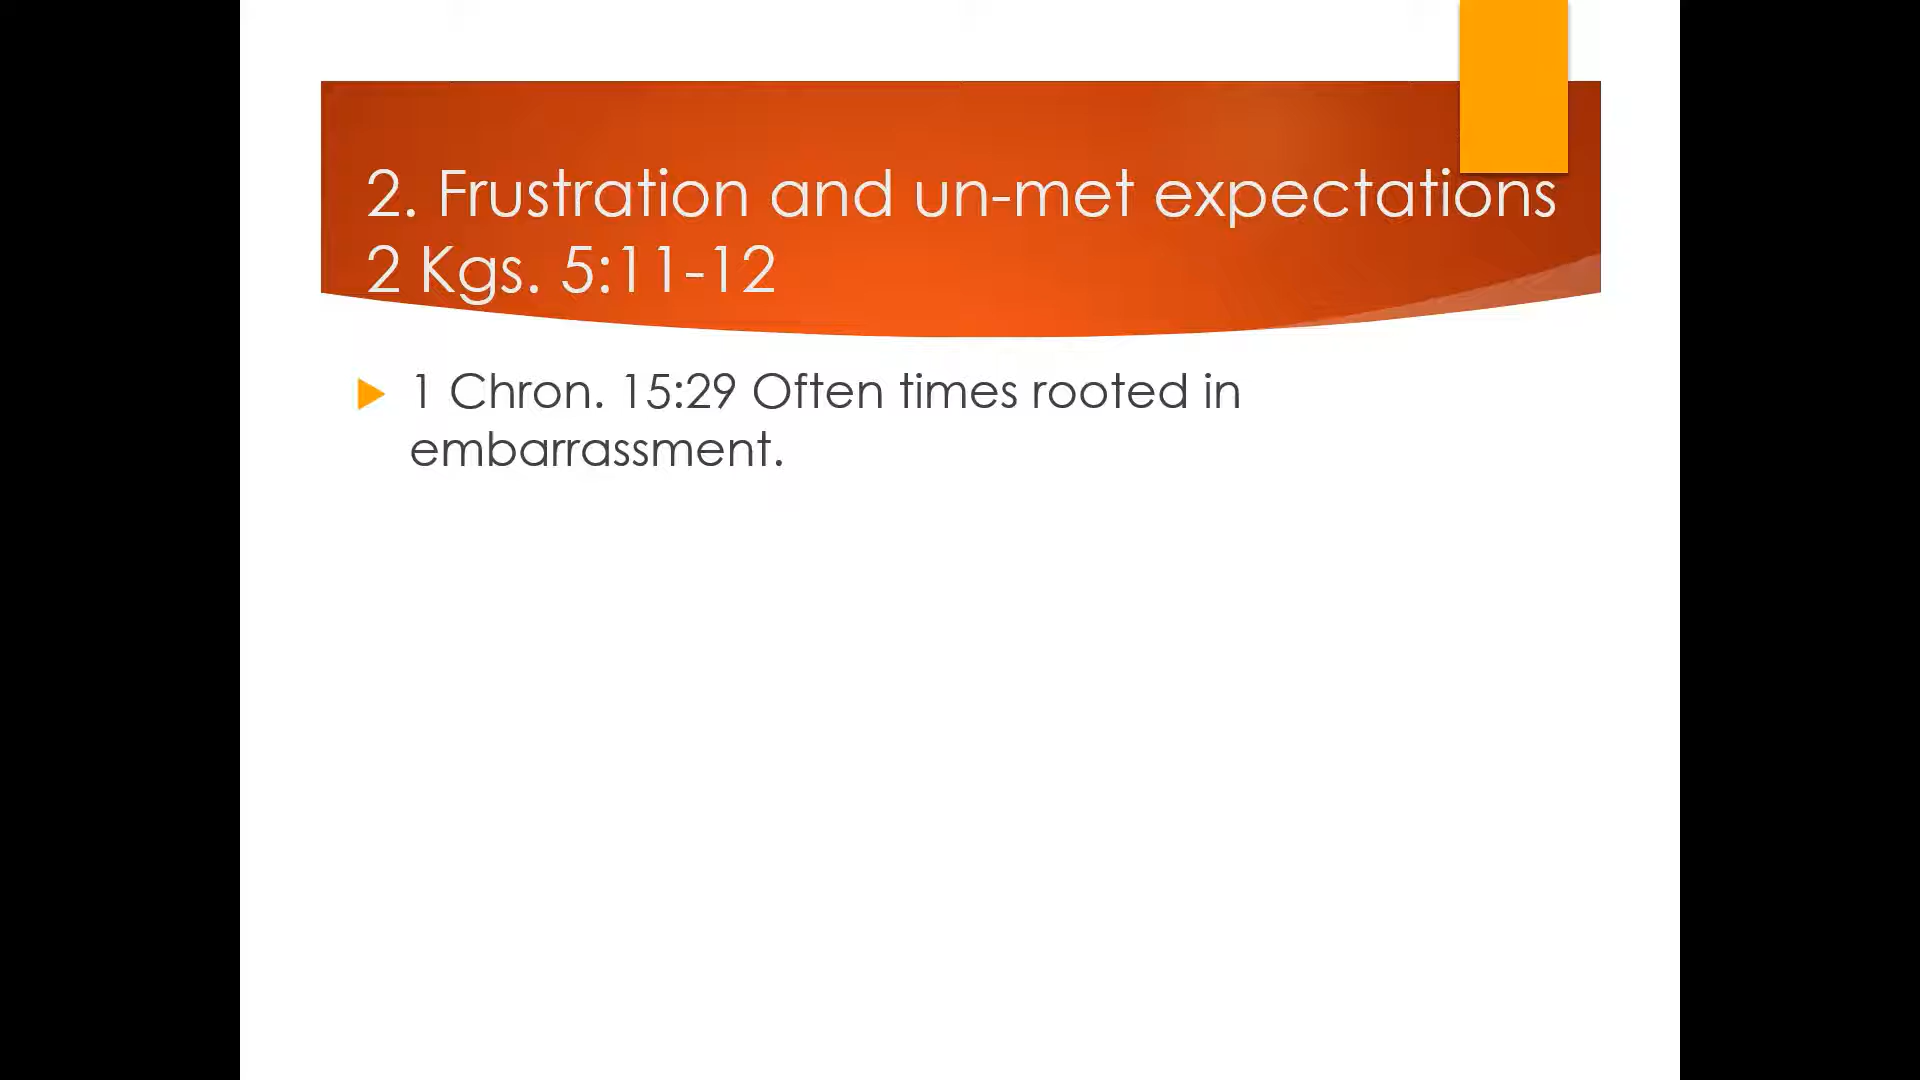 2. Frustration and un-met expectations
2 Kgs. 5:11-12
1 Chron. 15:29 Often times rooted in
embarrassment.